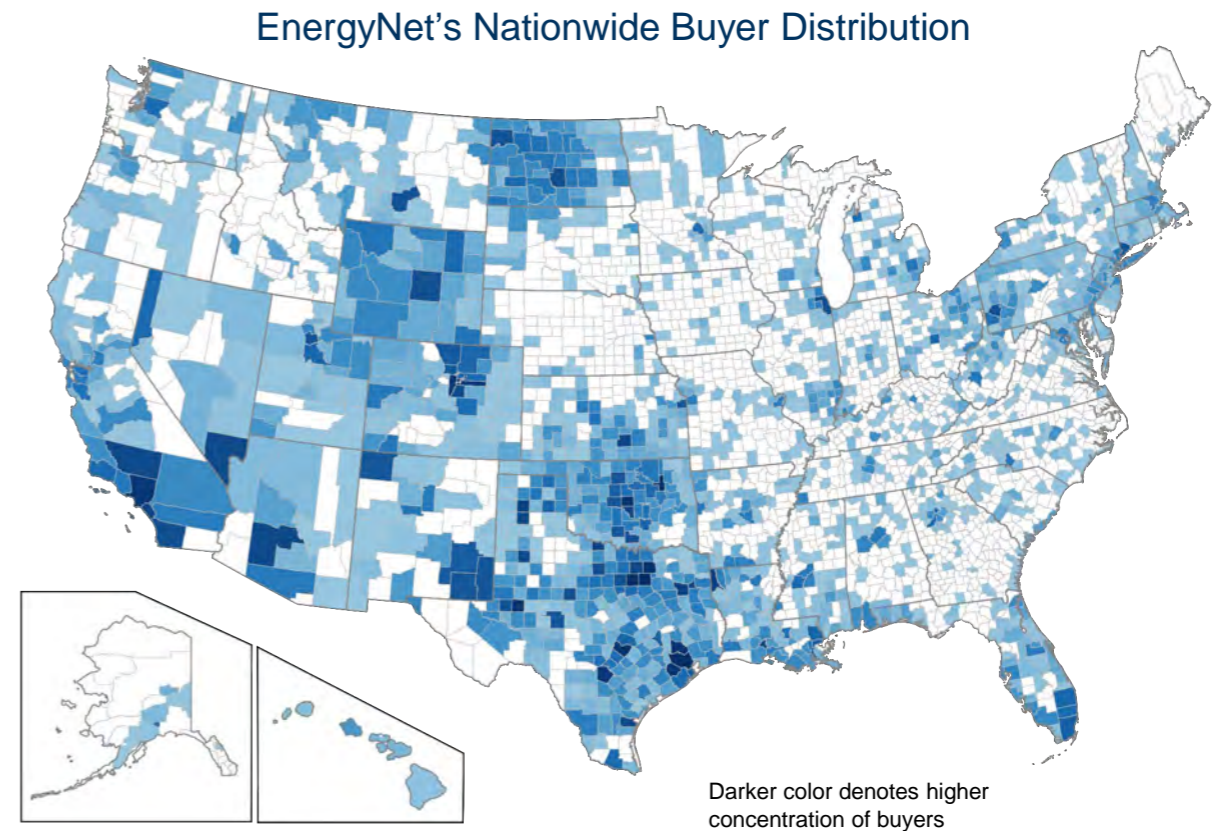 EnergyNet’s Nationwide Buyer Distribution
Darker color denotes higher
concentration of buyers